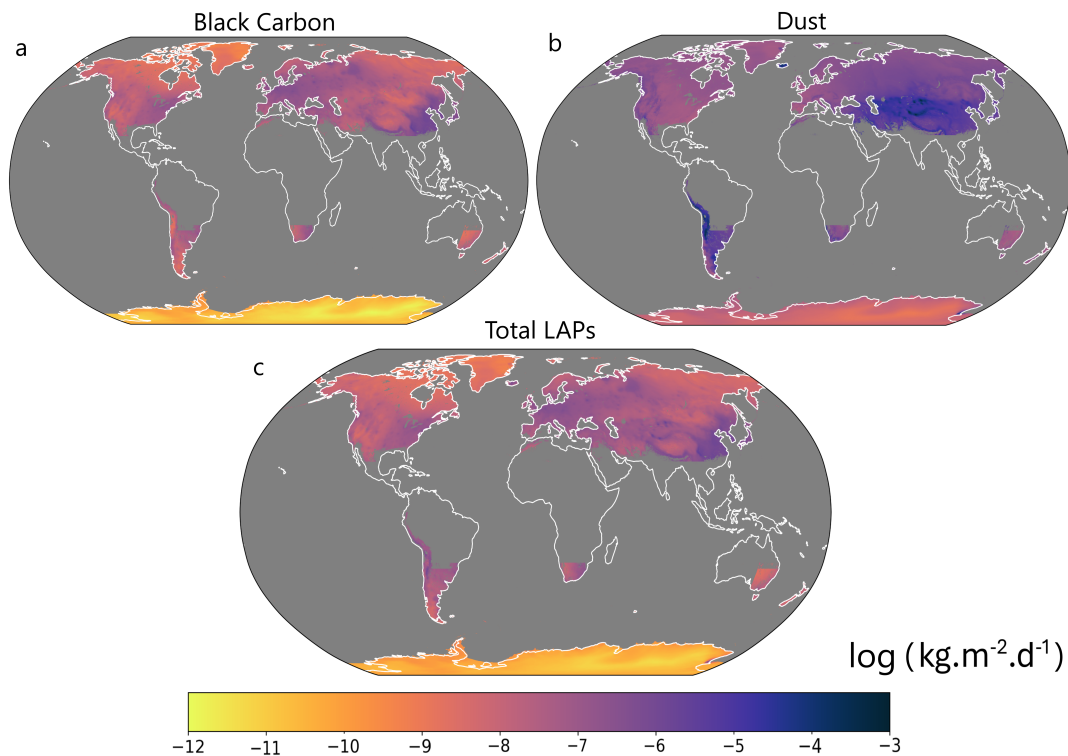 Black Carbon
Dust
a
b
Total LAPs
c
log (kg.m⁻².d⁻¹)
−12 −11 −10 −9 −8 −7 −6 −5 −4 −3